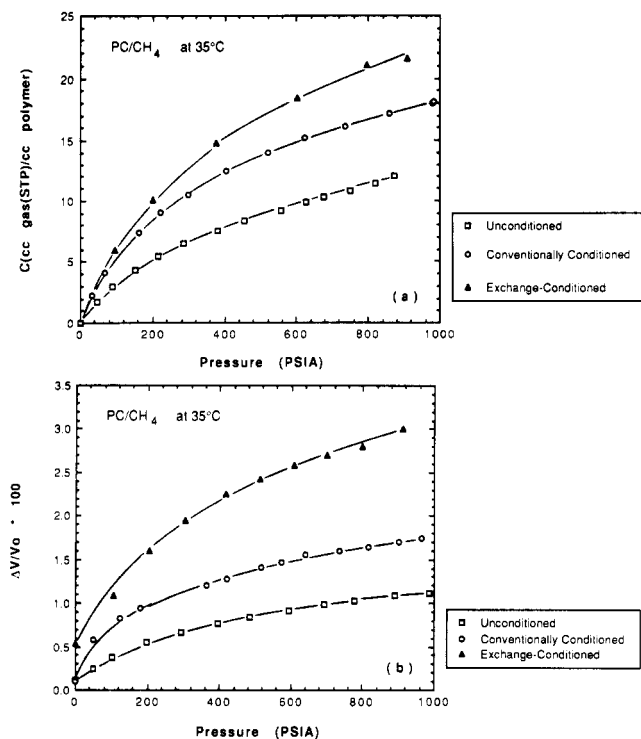 PC/CH4 at 35°C
25
20
15
10
5
0
C(cc gas(STP)/cc polymer)
(a)
0 200 400 600 800 1000
Pressure (PSIA)
Unconditioned
Conventionally Conditioned
Exchange-Conditioned
PC/CH4 at 35°C
3.5
3.0
2.5
2.0
1.5
1.0
0.5
0.0
ΔV/Vo * 100
(b)
0 200 400 600 800 1000
Pressure (PSIA)
Unconditioned
Conventionally Conditioned
Exchange-Conditioned